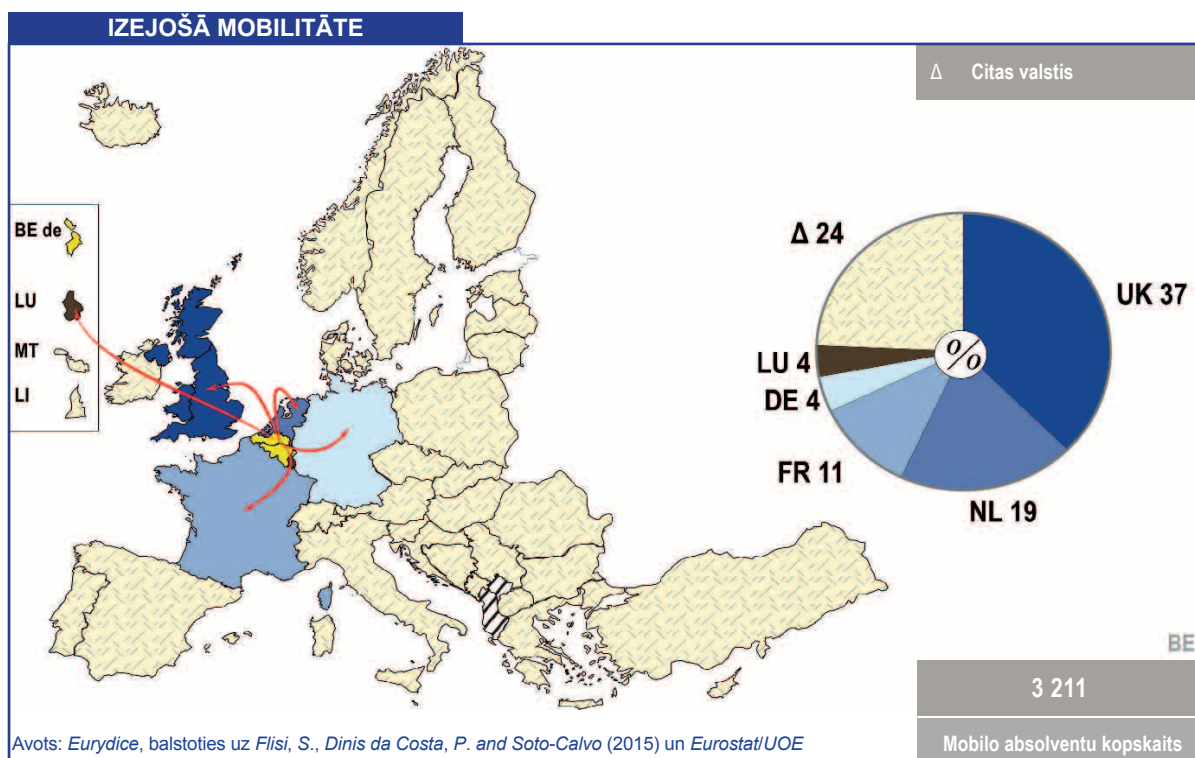 IZEJOŠĀ MOBILITĀTE
Δ Citas valstis
BE de
LU
MT
LI
Δ 24
UK 37
%
LU 4
DE 4
FR 11
NL 19
BE
3 211
Mobilo absolventu kopskaits
Avots: Eurydice, balstoties uz Flisi, S., Dinis da Costa, P. and Soto-Calvo (2015) un Eurostat/UOE